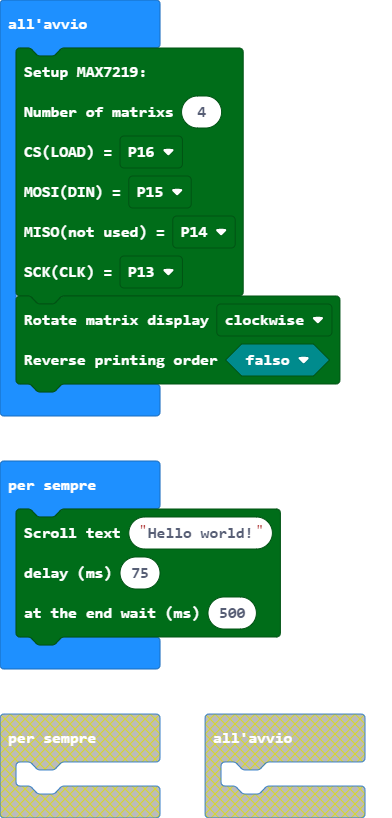 all'avvio
Setup MAX7219:
Number of matrixs 4
CS(LOAD) = P16
MOSI(DIN) = P15
MISO(not used) = P14
SCK(CLK) = P13
Rotate matrix display clockwise
Reverse printing order falso
per sempre
Scroll text "Hello world!"
delay (ms) 75
at the end wait (ms) 500
per sempre
all'avvio